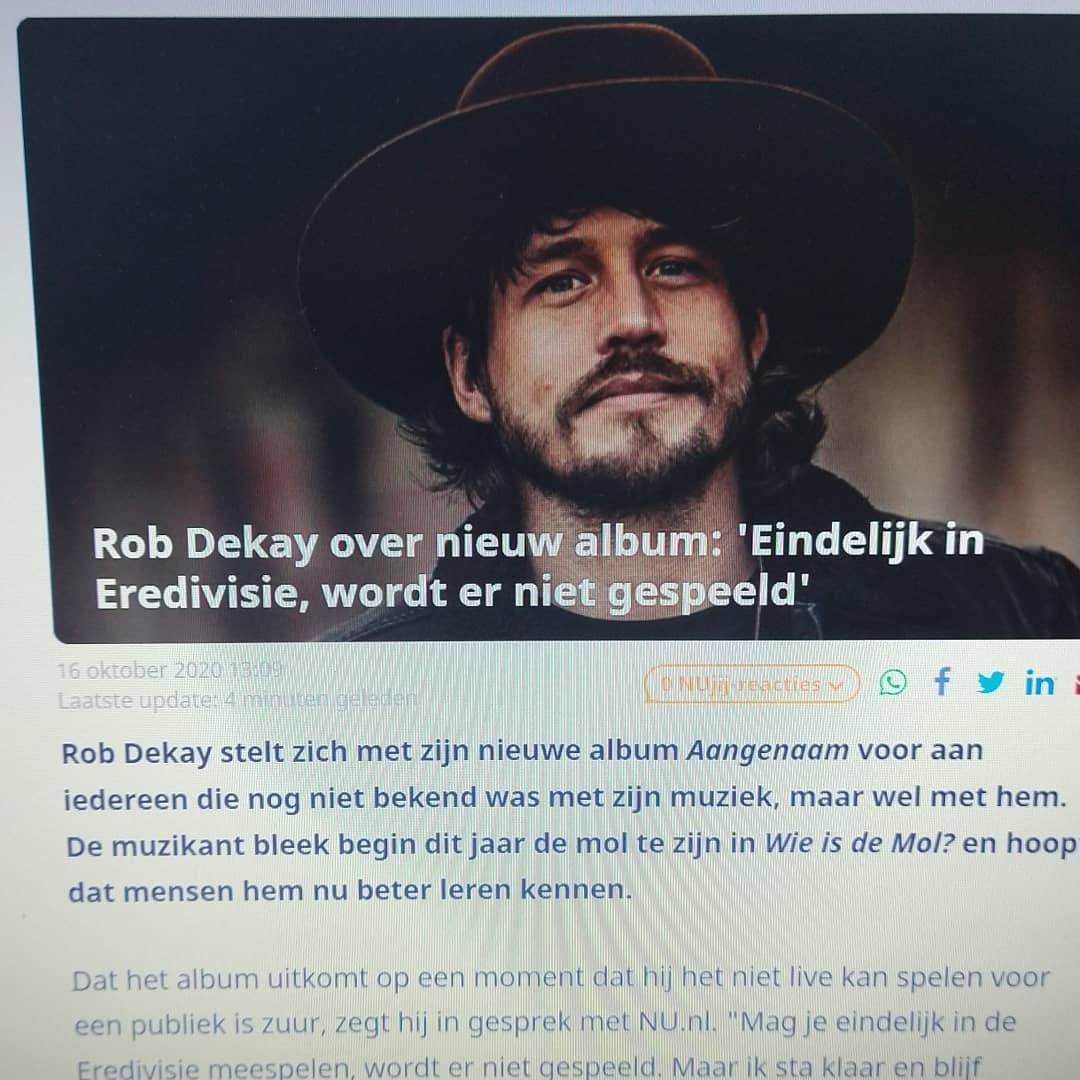 Rob Dekay over nieuw album: 'Eindelijk in
Eredivisie, wordt er niet gespeeld'
16 oktober 2020 13:09
Laatste update: 4 minuten geleden
0 NUjij-reacties
Rob Dekay stelt zich met zijn nieuwe album Aangenaam voor aan
iedereen die nog niet bekend was met zijn muziek, maar wel met hem.
De muzikant bleek begin dit jaar de mol te zijn in Wie is de Mol? en hoop
dat mensen hem nu beter leren kennen.
Dat het album uitkomt op een moment dat hij het niet live kan spelen voor
een publiek is zuur, zegt hij in gesprek met NU.nl. "Mag je eindelijk in de
Eredivisie meespelen, wordt er niet gespeeld. Maar ik sta klaar en blijf